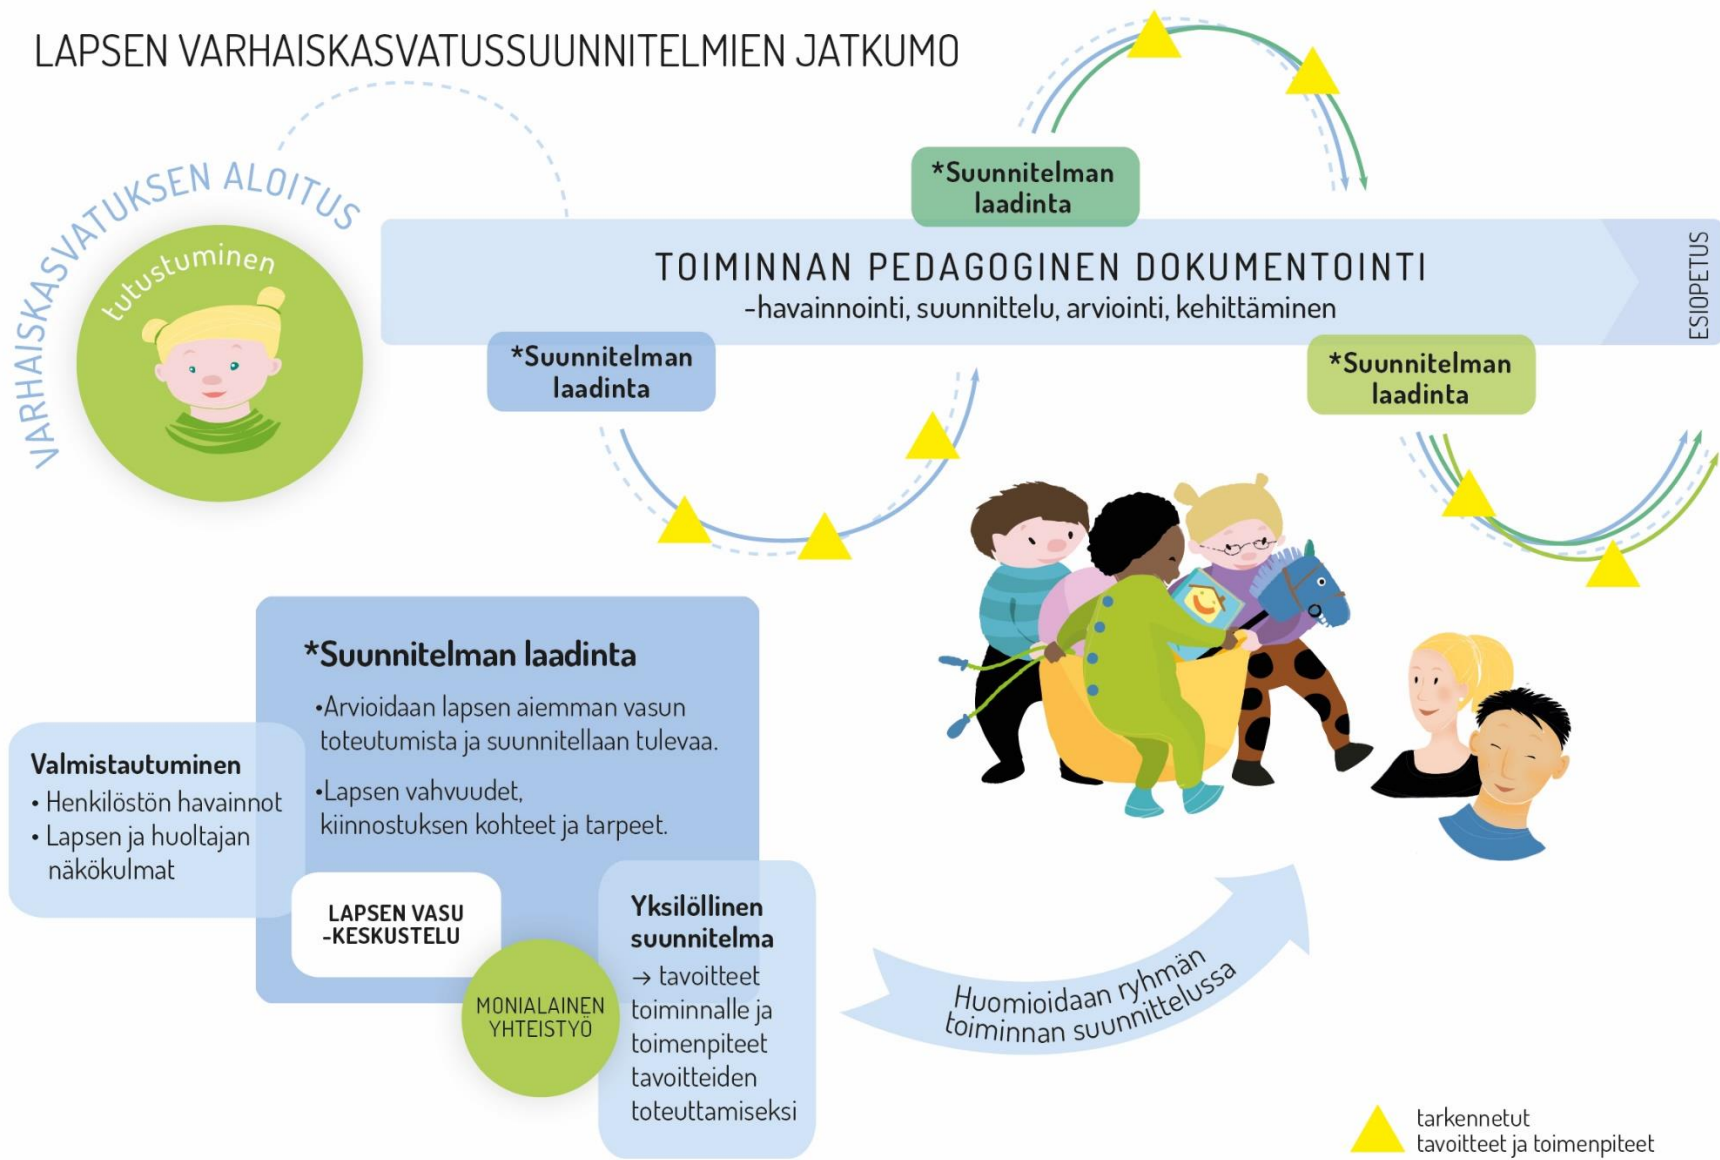 LAPSEN VARHAISKASVATUSSUUNNITELMIEN JATKUMO
VARHAISKASVATUKSEN ALOITUS
tutustuminen
*Suunnitelman
laadinta
TOIMINNAN PEDAGOGINEN DOKUMENTOINTI
-havainnointi, suunnittelu, arviointi, kehittäminen
ESIOPETUS
*Suunnitelman
laadinta
*Suunnitelman
laadinta
*Suunnitelman laadinta
•Arvioidaan lapsen aiemman vasun
toteutumista ja suunnitellaan tulevaa.
•Lapsen vahvuudet,
kiinnostuksen kohteet ja tarpeet.
Valmistautuminen
• Henkilöstön havainnot
• Lapsen ja huoltajan
näkökulmat
LAPSEN VASU
-KESKUSTELU
MONIALAINEN
YHTEISTYÖ
Yksilöllinen
suunnitelma
→ tavoitteet
toiminnalle ja
toimenpiteet
tavoitteiden
toteuttamiseksi
Huomioidaan ryhmän
toiminnan suunnittelussa
tarkennetut
tavoitteet ja toimenpiteet